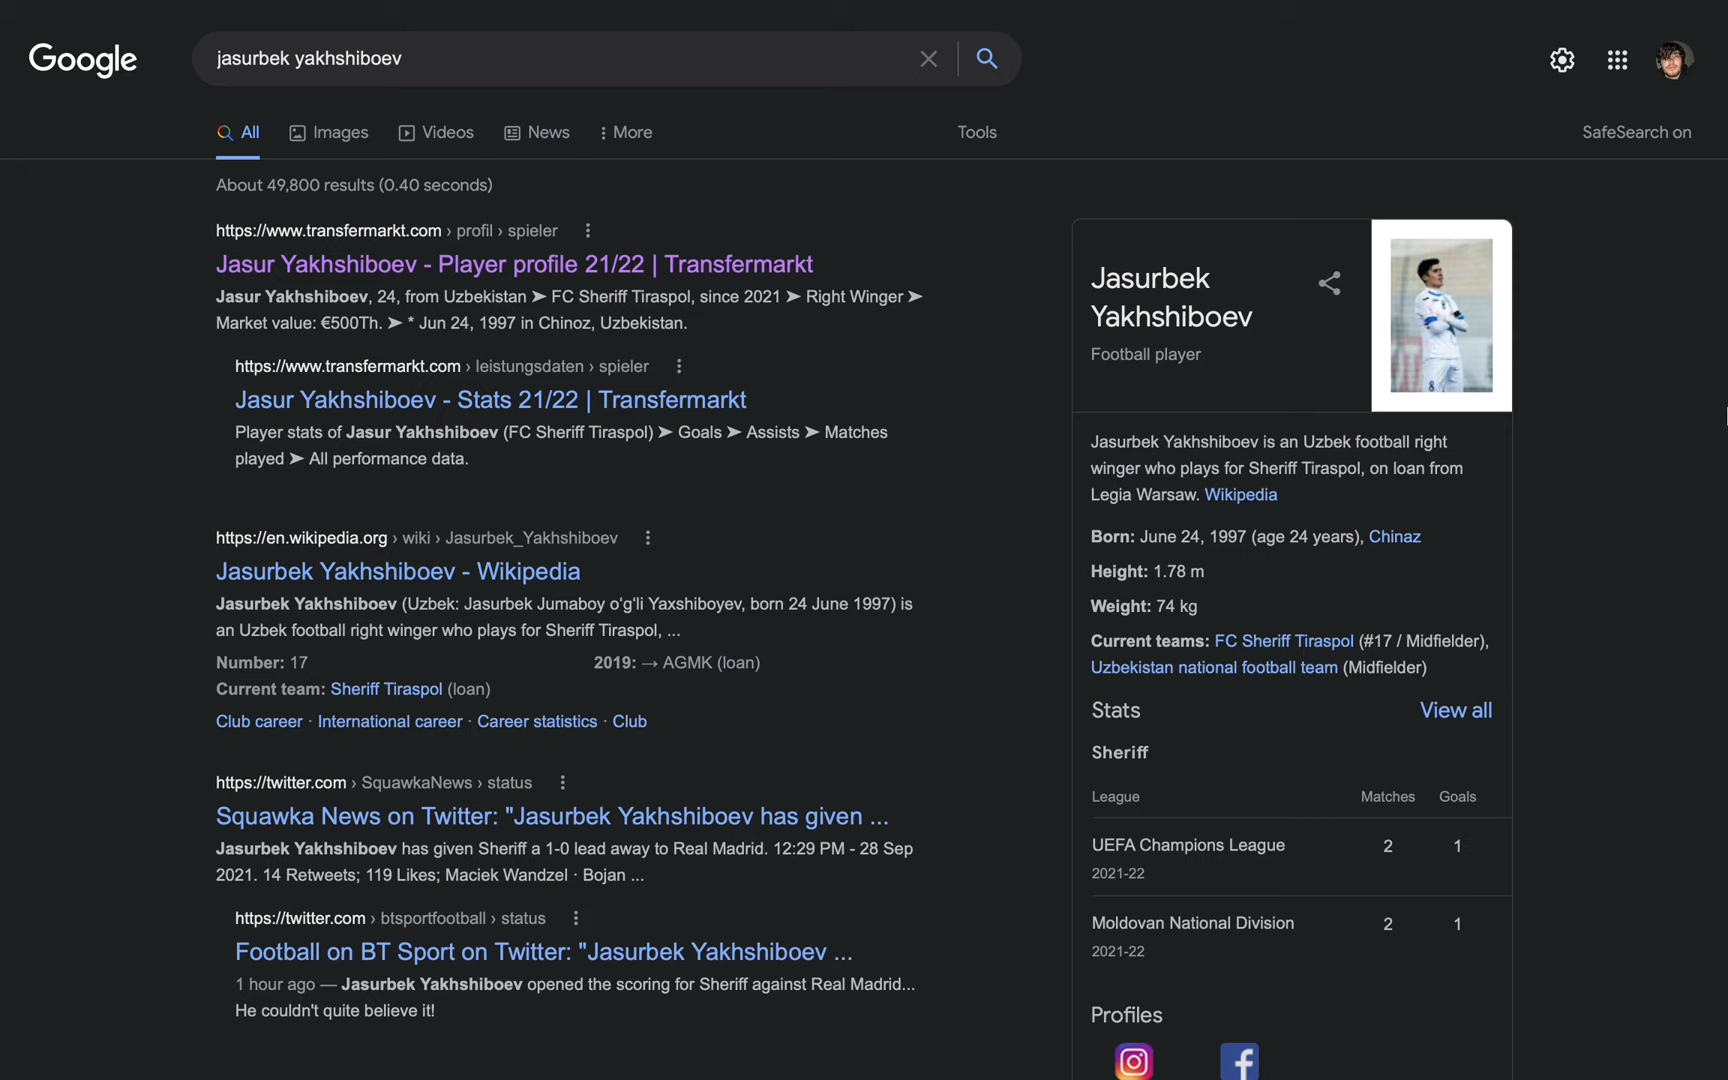 Google
jasurbek yakhshiboev
All
Images
Videos
News
More
Tools
SafeSearch on
About 49,800 results (0.40 seconds)
https://www.transfermarkt.com › profil › spieler
Jasur Yakhshiboev - Player profile 21/22 | Transfermarkt
Jasur Yakhshiboev, 24, from Uzbekistan ➤ FC Sheriff Tiraspol, since 2021 ➤ Right Winger ➤
Market value: €500Th. ➤ * Jun 24, 1997 in Chinoz, Uzbekistan.
https://www.transfermarkt.com › leistungsdaten › spieler
Jasur Yakhshiboev - Stats 21/22 | Transfermarkt
Player stats of Jasur Yakhshiboev (FC Sheriff Tiraspol) ➤ Goals ➤ Assists ➤ Matches
played ➤ All performance data.
https://en.wikipedia.org › wiki › Jasurbek_Yakhshiboev
Jasurbek Yakhshiboev - Wikipedia
Jasurbek Yakhshiboev (Uzbek: Jasurbek Jumaboy oʻgʻli Yaxshiboyev, born 24 June 1997) is
an Uzbek football right winger who plays for Sheriff Tiraspol, ...
Number: 17
2019: → AGMK (loan)
Current team: Sheriff Tiraspol (loan)
Club career · International career · Career statistics · Club
https://twitter.com › SquawkaNews › status
Squawka News on Twitter: "Jasurbek Yakhshiboev has given ...
Jasurbek Yakhshiboev has given Sheriff a 1-0 lead away to Real Madrid. 12:29 PM - 28 Sep
2021. 14 Retweets; 119 Likes; Maciek Wandzel · Bojan ...
https://twitter.com › btsportfootball › status
Football on BT Sport on Twitter: "Jasurbek Yakhshiboev ...
1 hour ago — Jasurbek Yakhshiboev opened the scoring for Sheriff against Real Madrid...
He couldn't quite believe it!
Jasurbek
Yakhshiboev
Football player
8
Jasurbek Yakhshiboev is an Uzbek football right
winger who plays for Sheriff Tiraspol, on loan from
Legia Warsaw. Wikipedia
Born: June 24, 1997 (age 24 years), Chinaz
Height: 1.78 m
Weight: 74 kg
Current teams: FC Sheriff Tiraspol (#17 / Midfielder),
Uzbekistan national football team (Midfielder)
Stats
View all
Sheriff
League Matches Goals
UEFA Champions League 2 1
2021-22
Moldovan National Division 2 1
2021-22
Profiles